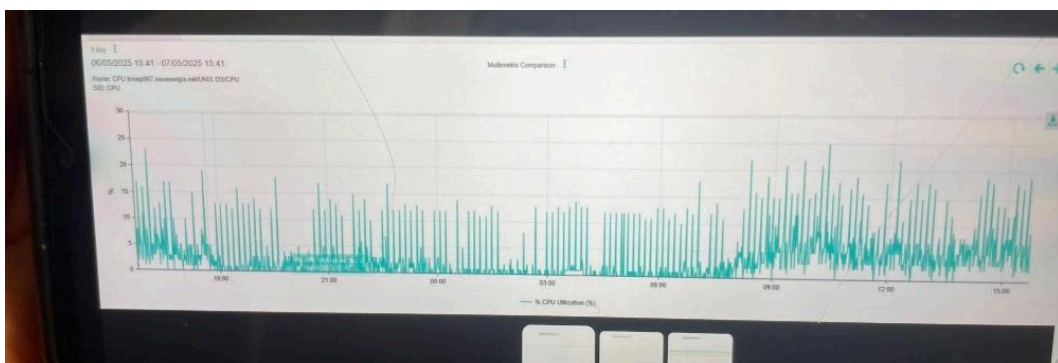 1 day
06/05/2025 15:41 - 07/05/2025 15:41
Multimetric Comparison
SID: CPU
30
25
20
%
15
10
5
0
18:00 21:00 00:00 03:00 06:00 09:00 12:00 15:00
% CPU Utilization (%)